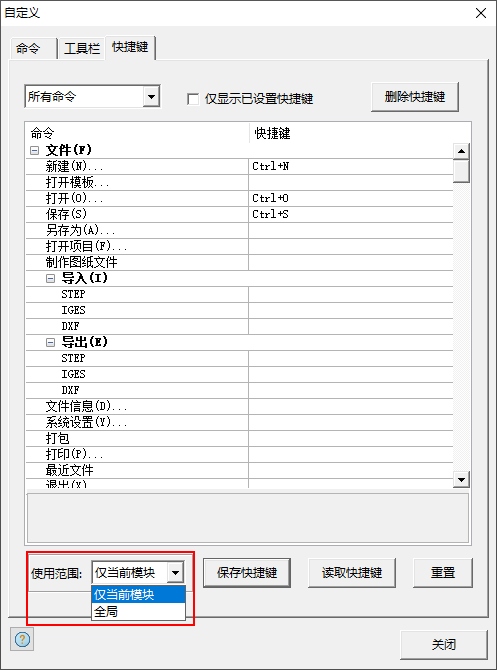 自定义
命令 工具栏 快捷键
所有命令 仅显示已设置快捷键 删除快捷键
命令 快捷键
文件(F)
新建(N)... Ctrl+N
打开模板...
打开(O)... Ctrl+O
保存(S) Ctrl+S
另存为(A)...
打开项目(F)...
制作图纸文件
导入(I)
STEP
IGES
DXF
导出(E)
STEP
IGES
DXF
文件信息(D)...
系统设置(Y)...
打包
打印(P)...
最近文件
退出(X)
使用范围: 仅当前模块 保存快捷键 读取快捷键 重置
仅当前模块
全局
? 关闭